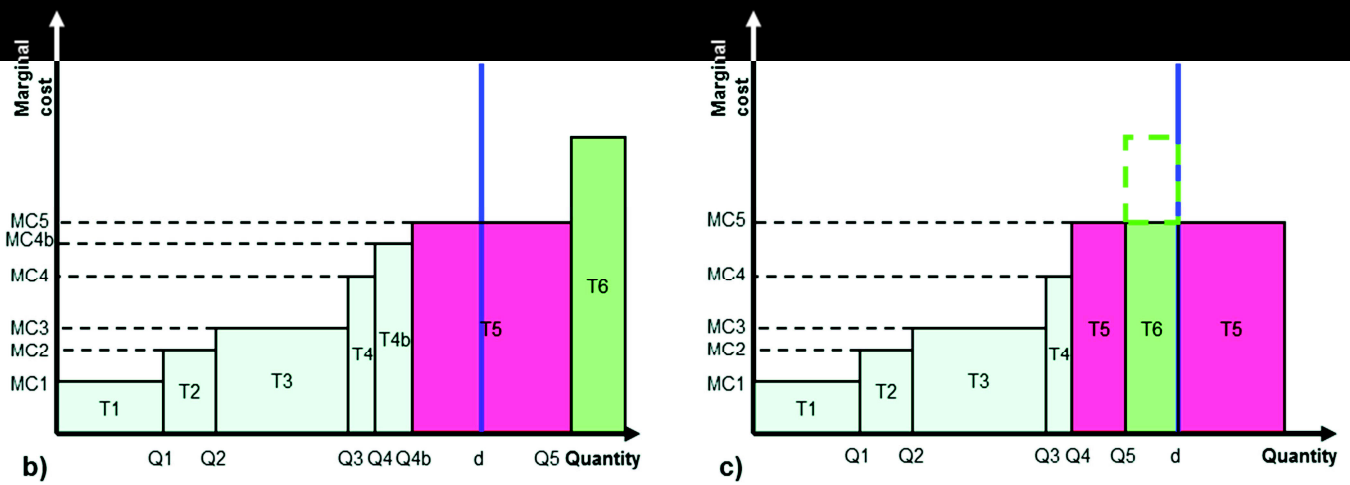 Marginal
cost
MC5
MC4b
MC4
MC3
MC2
MC1
T1
T2
T3
T4
T4b
T5
T6
Q1
Q2
Q3
Q4
Q4b
d
Q5
Quantity
b)
Marginal
cost
MC5
MC4
MC3
MC2
MC1
T1
T2
T3
T4
T5
T6
T5
Q1
Q2
Q3
Q4
Q5
d
Quantity
c)